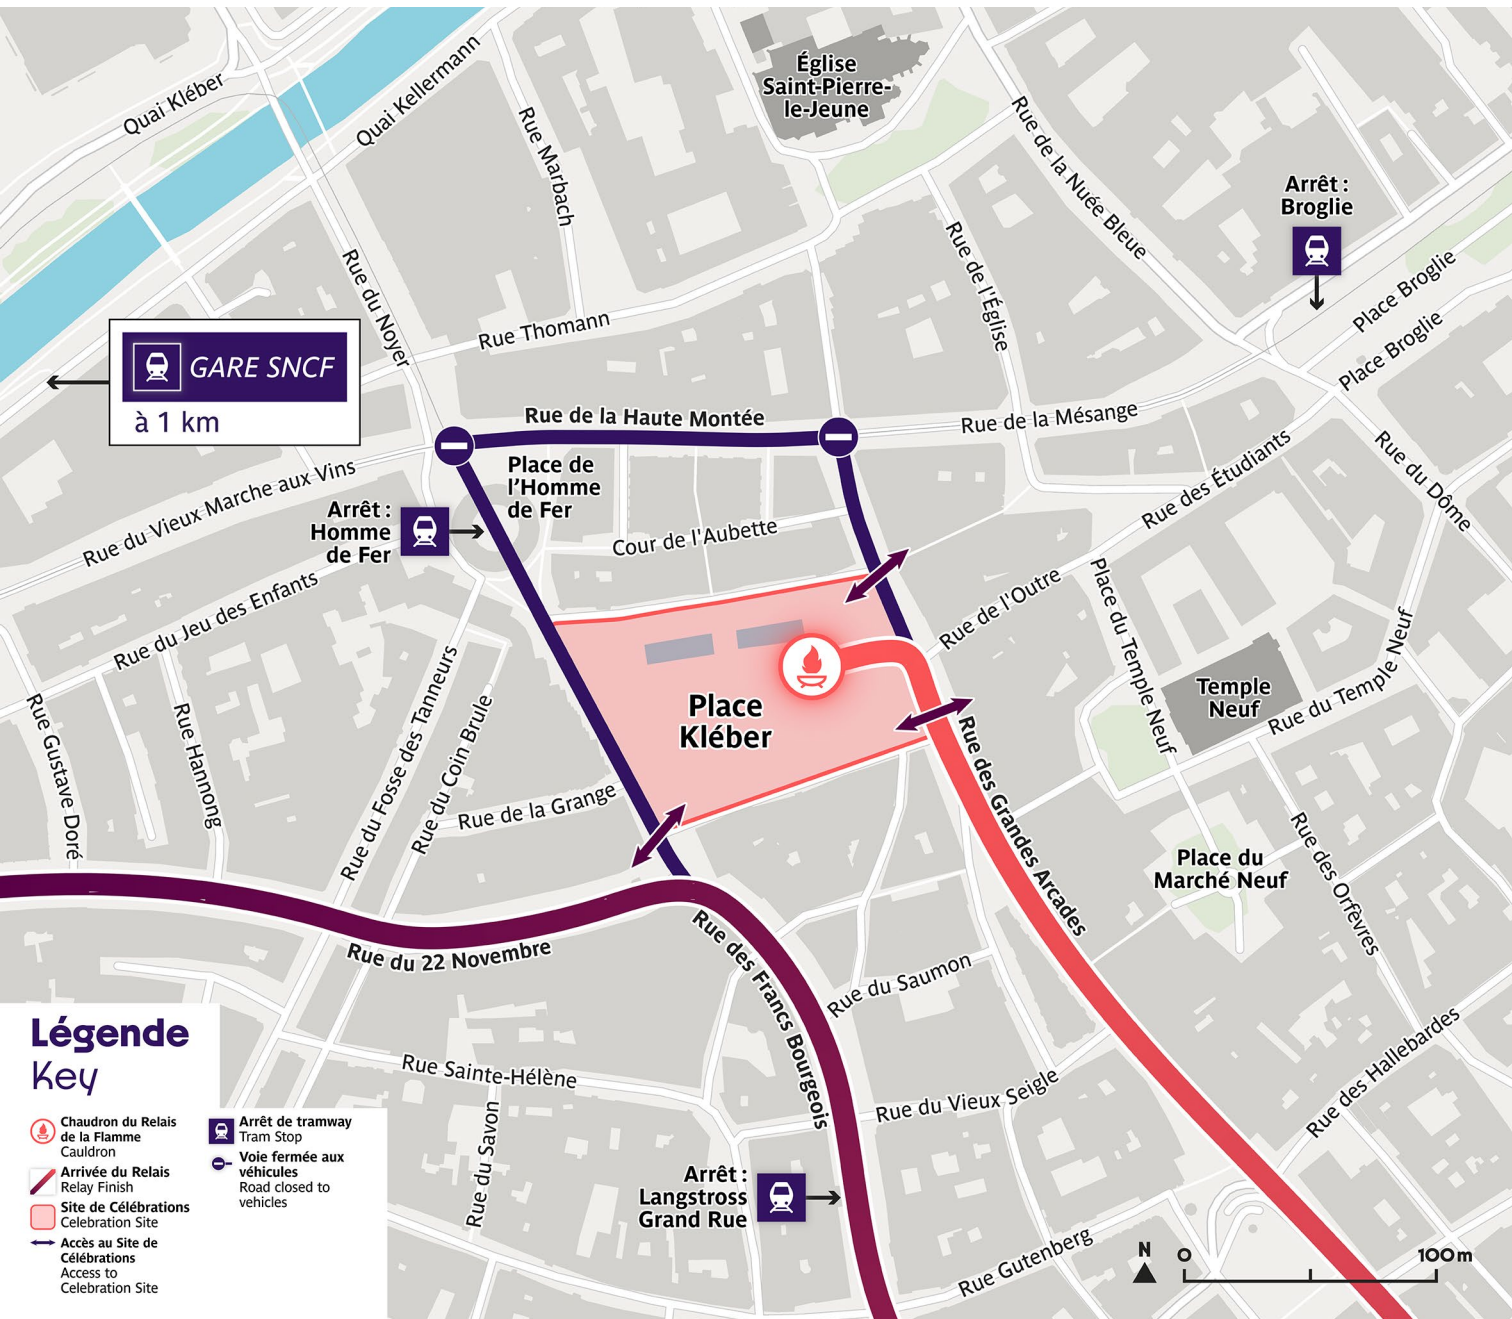 Quai Kléber
Quai Kellermann
Rue Marbach
Église
Saint-Pierre-
le-Jeune
Rue de la Nuée Bleue
Arrêt :
Broglie
Rue du Noyer
Rue de l'Église
Place Broglie
Place Broglie
Rue Thomann
GARE SNCF
à 1 km
Rue de la Haute Montée
Rue de la Mésange
Place de
l’Homme
de Fer
Rue du Vieux Marche aux Vins
Arrêt :
Homme
de Fer
Rue des Étudiants
Rue du Dôme
Cour de l'Aubette
Rue du Jeu des Enfants
Rue de l'Outre
Place du Temple Neuf
Temple
Neuf
Rue du Temple Neuf
Place
Kléber
Rue Gustave Doré
Rue Hannong
Rue du Fosse des Tanneurs
Rue du Coin Brule
Rue de la Grange
Rue des Grandes Arcades
Place du
Marché Neuf
Rue des Orfèvres
Rue du 22 Novembre
Rue des Francs Bourgeois
Rue du Saumon
Rue Sainte-Hélène
Rue du Savon
Rue du Vieux Seigle
Rue des Hallebardes
Arrêt :
Langstross
Grand Rue
Rue Gutenberg
N
0
100m
Légende
Key
Chaudron du Relais
de la Flamme
Cauldron
Arrivée du Relais
Relay Finish
Site de Célébrations
Celebration Site
Accès au Site de
Célébrations
Access to
Celebration Site
Arrêt de tramway
Tram Stop
Voie fermée aux
véhicules
Road closed to
vehicles